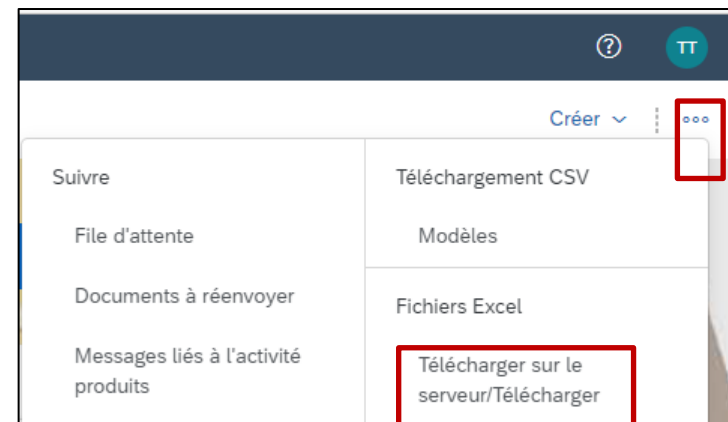 TT
Créer
Suivre
File d'attente
Documents à réenvoyer
Messages liés à l'activité
produits
Téléchargement CSV
Modèles
Fichiers Excel
Télécharger sur le
serveur/Télécharger